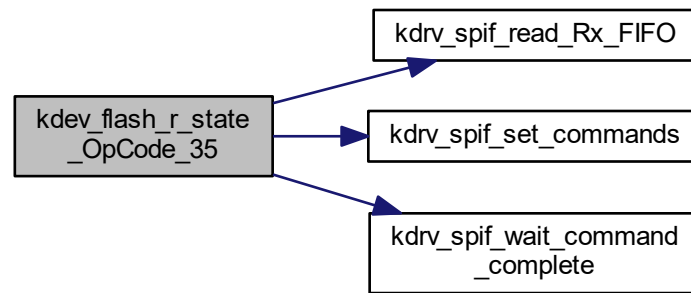 kdev_flash_r_state
_OpCode_35
kdrv_spif_read_Rx_FIFO
kdrv_spif_set_commands
kdrv_spif_wait_command
_complete